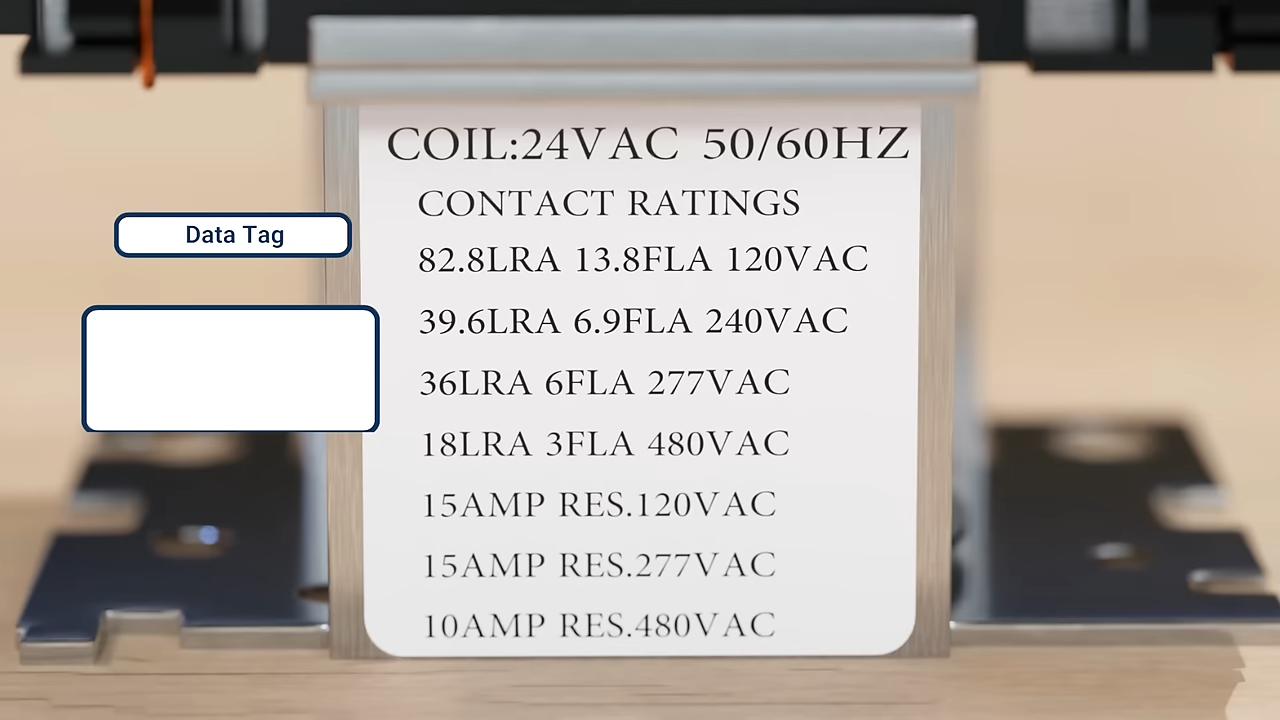 COIL:24VAC 50/60HZ
CONTACT RATINGS
Data Tag
82.8LRA 13.8FLA 120VAC
39.6LRA 6.9FLA 240VAC
36LRA 6FLA 277VAC
18LRA 3FLA 480VAC
15AMP RES.120VAC
15AMP RES.277VAC
10AMP RES.480VAC